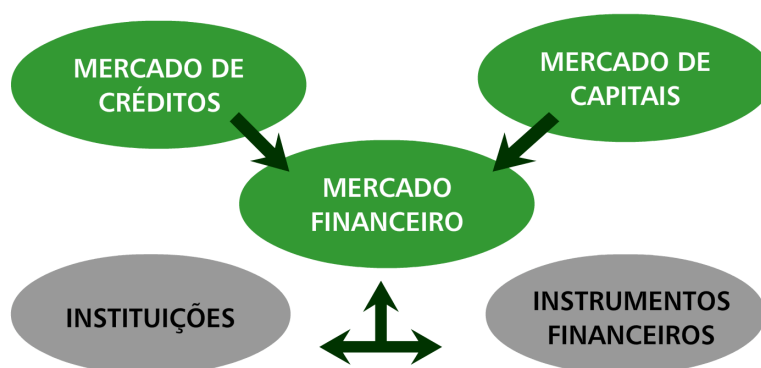 MERCADO DE
CRÉDITOS
MERCADO DE
CAPITAIS
MERCADO
FINANCEIRO
INSTITUIÇÕES
INSTRUMENTOS
FINANCEIROS